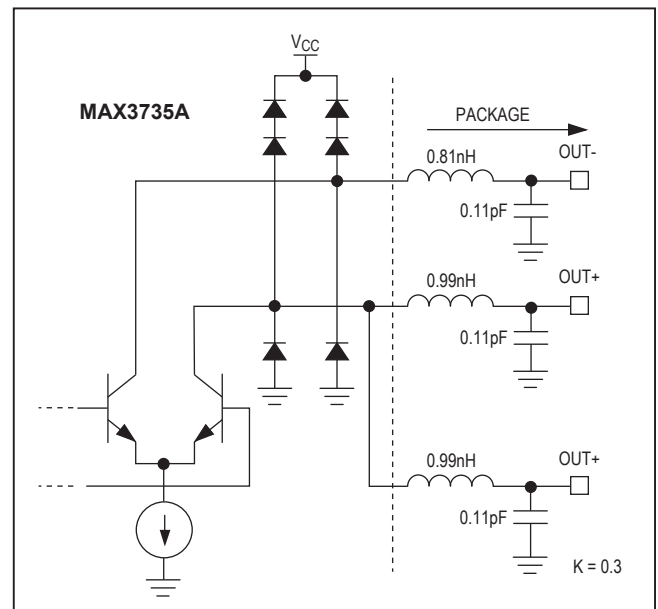 VCC
MAX3735A
PACKAGE
0.81nH
OUT-
0.11pF
0.99nH
OUT+
0.11pF
0.99nH
OUT+
0.11pF
K = 0.3